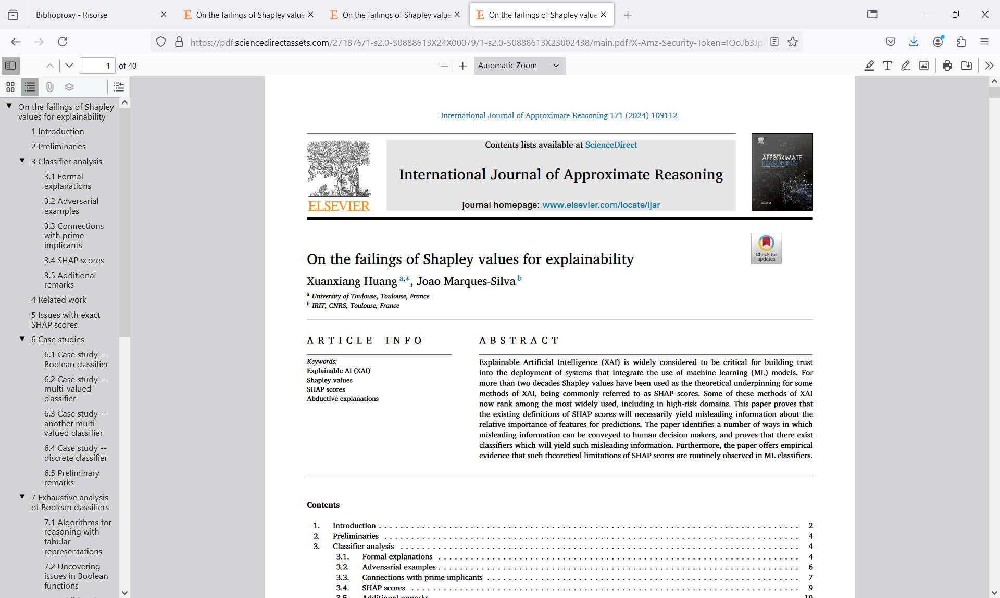 Biblioproxy - Risorse
On the failings of Shapley value
On the failings of Shapley value
On the failings of Shapley value
https://pdf.sciencedirectassets.com/271876/1-s2.0-S0888613X24X00079/1-s2.0-S0888613X23002438/main.pdf?X-Amz-Security-Token=IQoJb3Jp
1 of 40
Automatic Zoom
On the failings of Shapley
values for explainability
1 Introduction
2 Preliminaries
3 Classifier analysis
3.1 Formal
explanations
3.2 Adversarial
examples
3.3 Connections
with prime
implicants
3.4 SHAP scores
3.5 Additional
remarks
4 Related work
5 Issues with exact
SHAP scores
6 Case studies
6.1 Case study --
Boolean classifier
6.2 Case study --
multi-valued
classifier
6.3 Case study --
another multi-
valued classifier
6.4 Case study --
discrete classifier
6.5 Preliminary
remarks
7 Exhaustive analysis
of Boolean classifiers
7.1 Algorithms for
reasoning with
tabular
representations
7.2 Uncovering
issues in Boolean
functions
International Journal of Approximate Reasoning 171 (2024) 109112
ELSEVIER
Contents lists available at ScienceDirect
International Journal of Approximate Reasoning
journal homepage: www.elsevier.com/locate/ijar
APPROXIMATE
REASONING
Check for
updates
On the failings of Shapley values for explainability
Xuanxiang Huang a,*, Joao Marques-Silva b
a University of Toulouse, Toulouse, France
b IRIT, CNRS, Toulouse, France
ARTICLE INFO
Keywords:
Explainable AI (XAI)
Shapley values
SHAP scores
Abductive explanations
ABSTRACT
Explainable Artificial Intelligence (XAI) is widely considered to be critical for building trust
into the deployment of systems that integrate the use of machine learning (ML) models. For
more than two decades Shapley values have been used as the theoretical underpinning for some
methods of XAI, being commonly referred to as SHAP scores. Some of these methods of XAI
now rank among the most widely used, including in high-risk domains. This paper proves that
the existing definitions of SHAP scores will necessarily yield misleading information about the
relative importance of features for predictions. The paper identifies a number of ways in which
misleading information can be conveyed to human decision makers, and proves that there exist
classifiers which will yield such misleading information. Furthermore, the paper offers empirical
evidence that such theoretical limitations of SHAP scores are routinely observed in ML classifiers.
Contents
1. Introduction 2
2. Preliminaries 4
3. Classifier analysis 4
3.1. Formal explanations 4
3.2. Adversarial examples 6
3.3. Connections with prime implicants 7
3.4. SHAP scores 9
3.5. Additional remarks 10